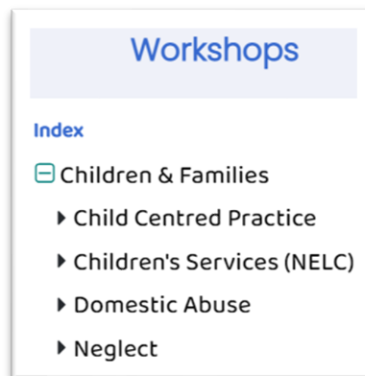 Workshops
Index
Children & Families
Child Centred Practice
Children's Services (NELC)
Domestic Abuse
Neglect